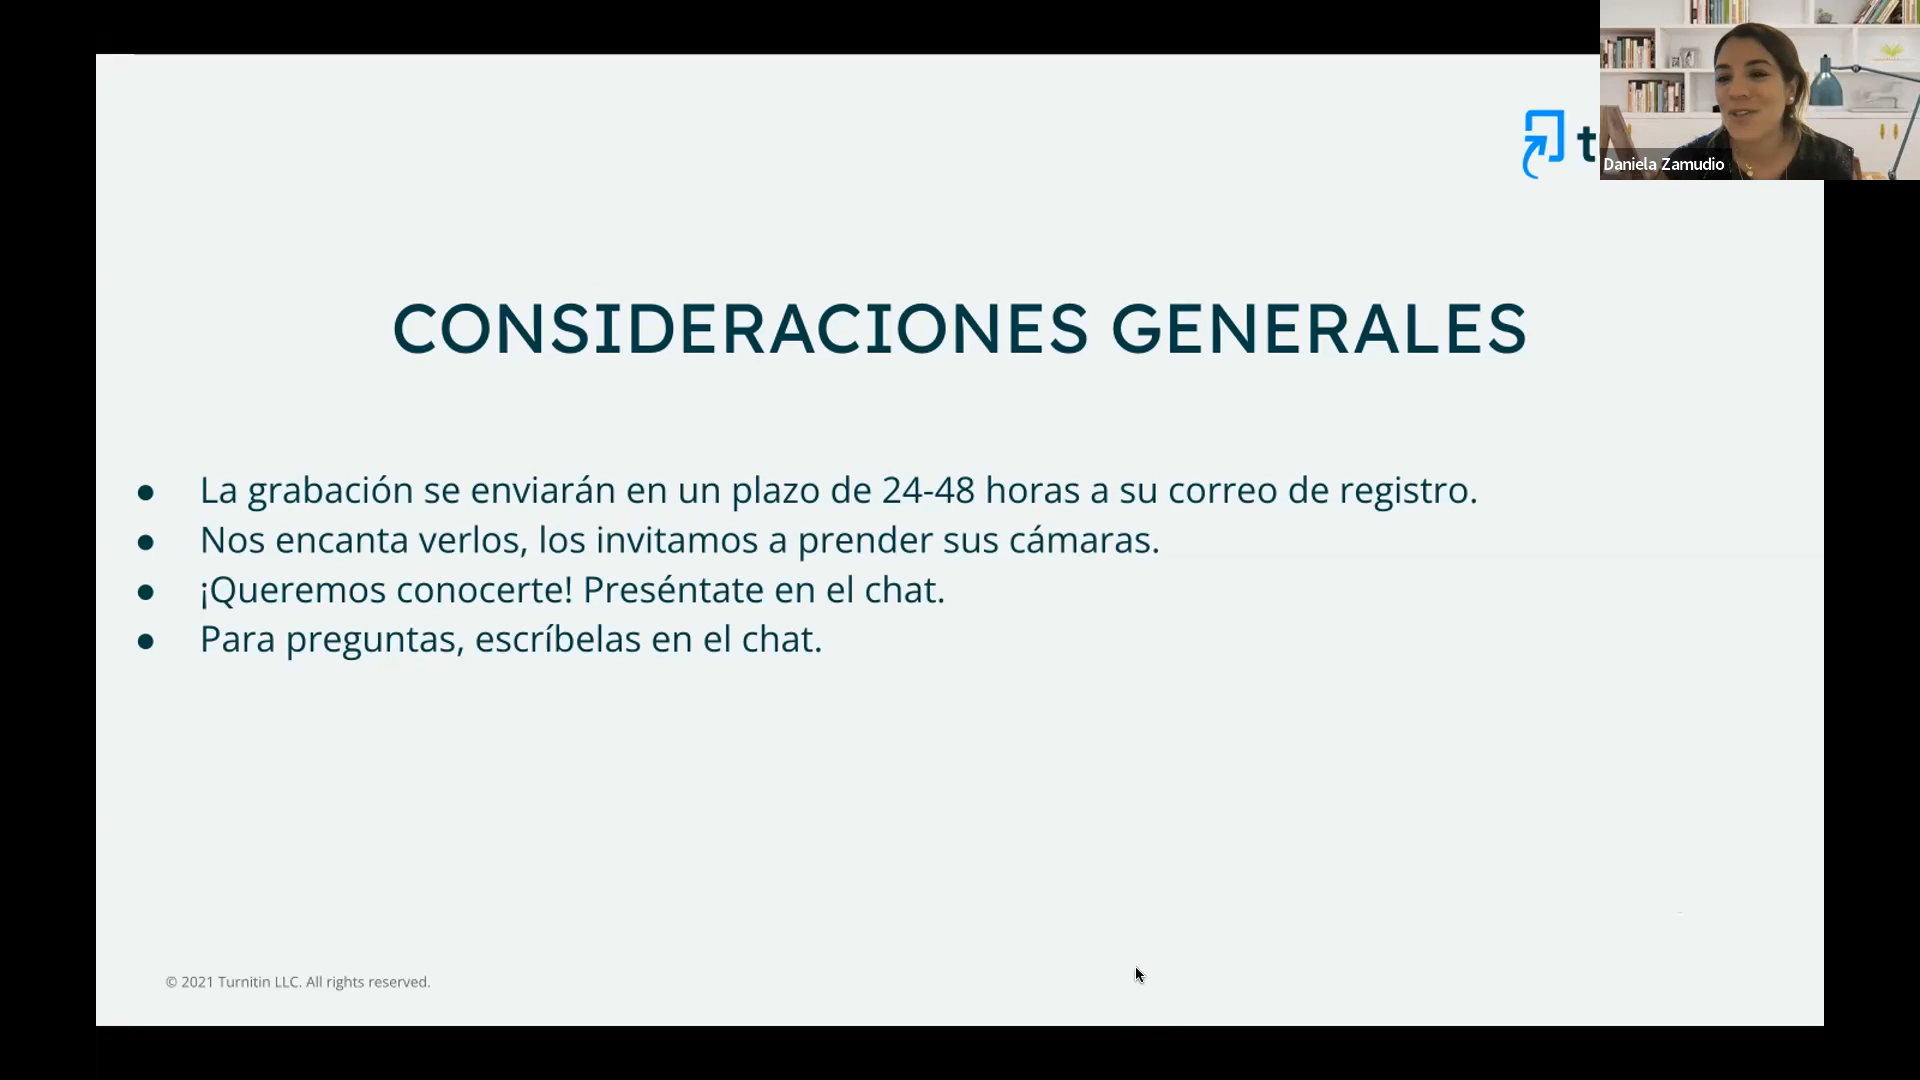 t
Daniela Zamudio
CONSIDERACIONES GENERALES
● La grabación se enviarán en un plazo de 24-48 horas a su correo de registro.
● Nos encanta verlos, los invitamos a prender sus cámaras.
● ¡Queremos conocerte! Preséntate en el chat.
● Para preguntas, escríbelas en el chat.
© 2021 Turnitin LLC. All rights reserved.